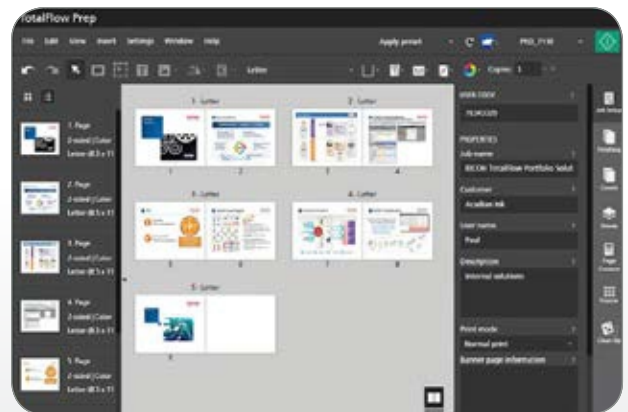 TotalFlow Prep
File Edit View Insert Settings Window Help
Apply preset
PRO_7110
Letter
Copies: 1
1. Page
2-sided | Color
Letter (8.5 x 11
2. Page
2-sided | Color
Letter (8.5 x 11
3. Page
2-sided | Color
Letter (8.5 x 11
4. Page
2-sided | Color
Letter (8.5 x 11
5. Page
2-sided | Color
Letter (8.5 x 11
1. Letter
2. Letter
1
2
3
4
3. Letter
4. Letter
5
6
7
8
5. Letter
9
USER CODE
PROPERTIES
Job name
RICOH TotalFlow Portfolio Solut
Customer
Acadian Ink
User name
Paul
Description
Internal solutions
Print mode
Normal print
Banner page information
Job Setup
Finishing
Covers
Sheets
Page
Clean Up